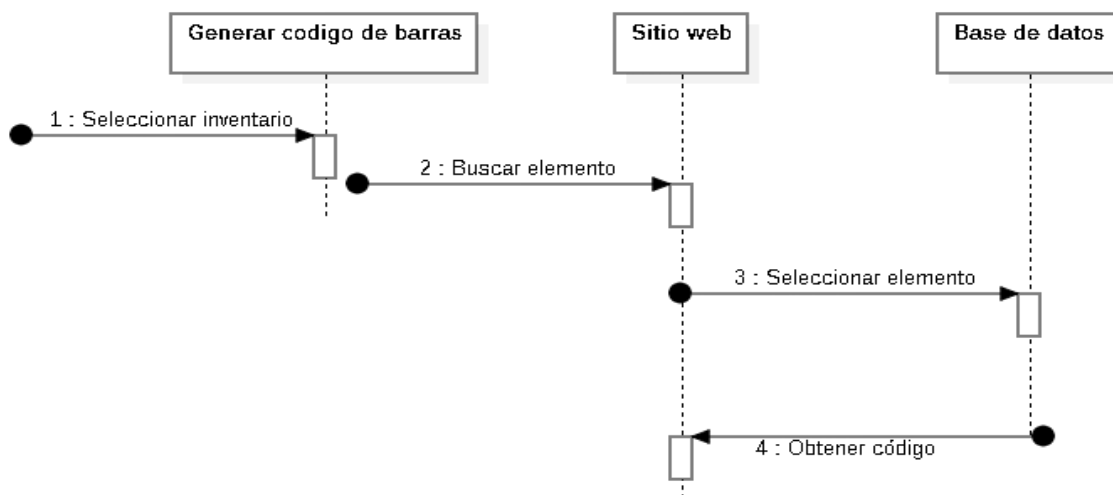 Generar codigo de barras
Sitio web
Base de datos
1 : Seleccionar inventario
2 : Buscar elemento
3 : Seleccionar elemento
4 : Obtener código